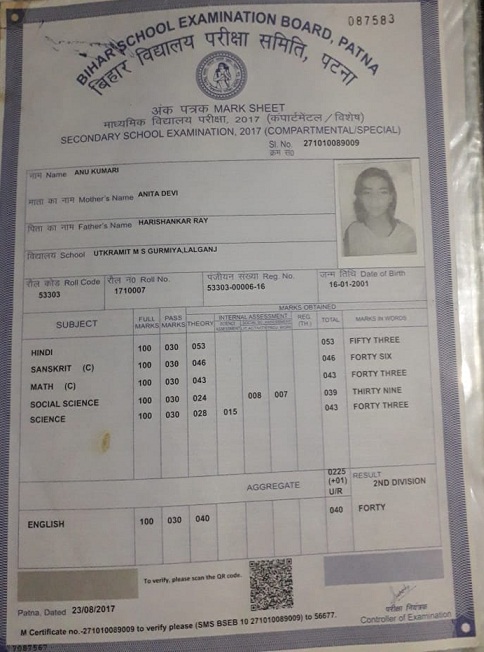 087583
BIHAR SCHOOL EXAMINATION BOARD, PATNA
बिहार विद्यालय परीक्षा समिति, पटना
अंक पत्रक MARK SHEET
माध्यमिक विद्यालय परीक्षा, 2017 (कंपार्टमेंटल / विशेष)
SECONDARY SCHOOL EXAMINATION, 2017 (COMPARTMENTAL/SPECIAL)
Sl. No. 271010089009
क्रम सं०
नाम Name ANU KUMARI
माता का नाम Mother's Name ANITA DEVI
पिता का नाम Father's Name HARISHANKAR RAY
विद्यालय School UTKRAMIT M S GURMIYA,LALGANJ
रौल कोड Roll Code रौल न० Roll No. पंजीयन संख्या Reg. No. जन्म तिथि Date of Birth
53303 1710007 53303-00006-16 16-01-2001
MARKS OBTAINED
SUBJECT FULL MARKS PASS MARKS THEORY INTERNAL ASSESSMENT REG. (TH.) TOTAL MARKS IN WORDS
HINDI 100 030 053 053 FIFTY THREE
SANSKRIT (C) 100 030 046 046 FORTY SIX
MATH (C) 100 030 043 043 FORTY THREE
SOCIAL SCIENCE 100 030 024 008 007 039 THIRTY NINE
SCIENCE 100 030 028 015 043 FORTY THREE
AGGREGATE 0225 (+01) U/R RESULT 2ND DIVISION
ENGLISH 100 030 040 040 FORTY
To verify, please scan the QR code.
Patna, Dated 23/08/2017
परीक्षा नियंत्रक
Controller of Examination
M Certificate no.-271010089009 to verify please (SMS BSEB 10 271010089009) to 56677.